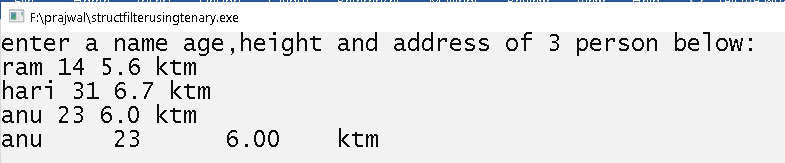 F:\prajwal\structfilterusingtenary.exe
enter a name age,height and address of 3 person below:
ram 14 5.6 ktm
hari 31 6.7 ktm
anu 23 6.0 ktm
anu 23 6.00 ktm